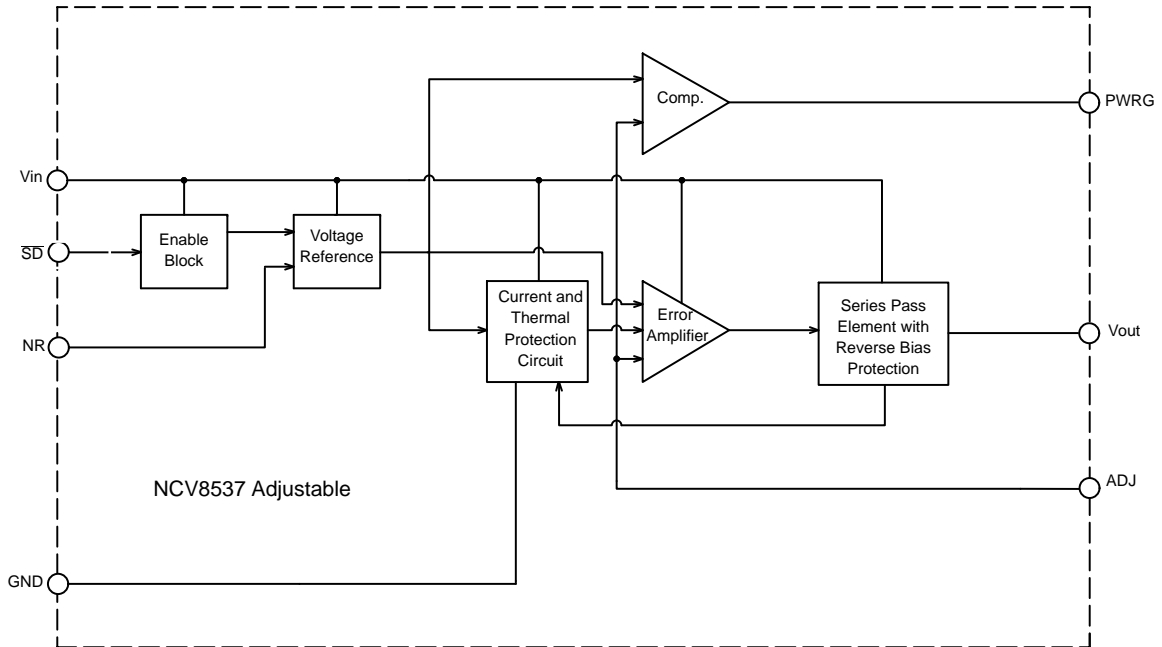 Comp.
PWRG
Vin
Enable
Block
Voltage
Reference
SD
Current and
Thermal
Protection
Circuit
Error
Amplifier
Series Pass
Element with
Reverse Bias
Protection
Vout
NR
NCV8537 Adjustable
ADJ
GND